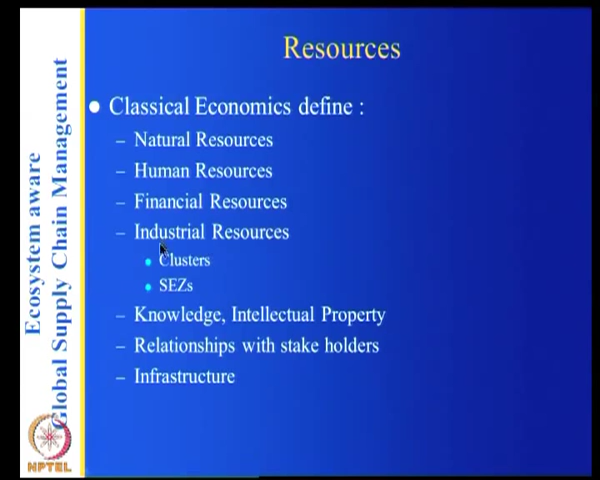 Resources
Classical Economics define :
– Natural Resources
– Human Resources
– Financial Resources
– Industrial Resources
Clusters
SEZs
– Knowledge, Intellectual Property
– Relationships with stake holders
– Infrastructure
Ecosystem aware
Global Supply Chain Management
NPTEL